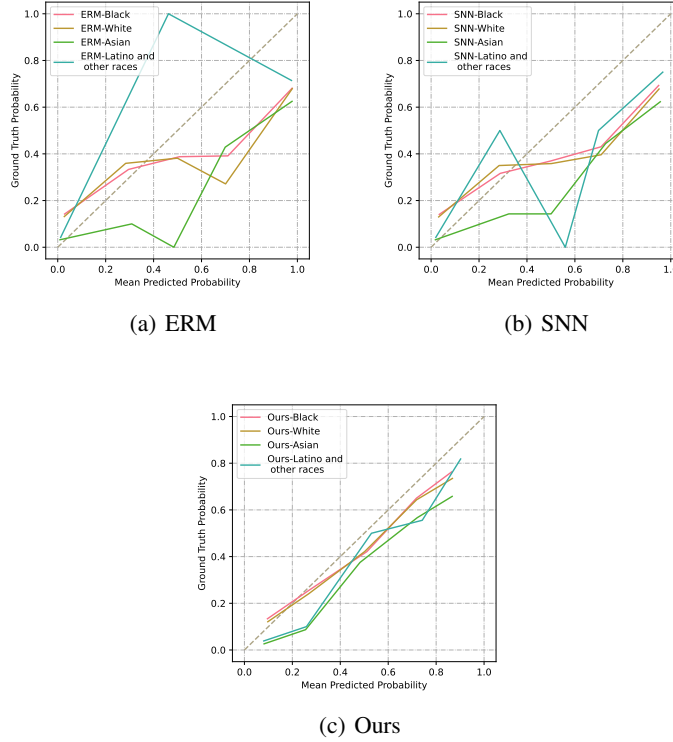 ERM-Black
ERM-White
ERM-Asian
ERM-Latino and
other races
1.0
0.8
0.6
0.4
0.2
0.0
Ground Truth Probability
0.0 0.2 0.4 0.6 0.8 1.0
Mean Predicted Probability
(a) ERM
SNN-Black
SNN-White
SNN-Asian
SNN-Latino and
other races
1.0
0.8
0.6
0.4
0.2
0.0
Ground Truth Probability
0.0 0.2 0.4 0.6 0.8 1.0
Mean Predicted Probability
(b) SNN
Ours-Black
Ours-White
Ours-Asian
Ours-Latino and
other races
1.0
0.8
0.6
0.4
0.2
0.0
Ground Truth Probability
0.0 0.2 0.4 0.6 0.8 1.0
Mean Predicted Probability
(c) Ours